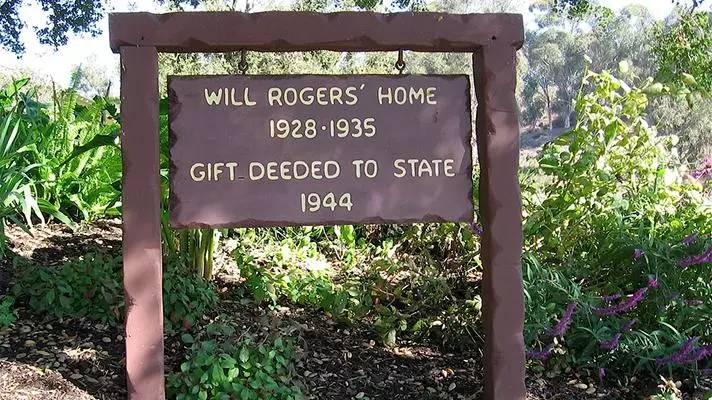 WILL ROGERS' HOME
1928·1935
GIFT DEEDED TO STATE
1944